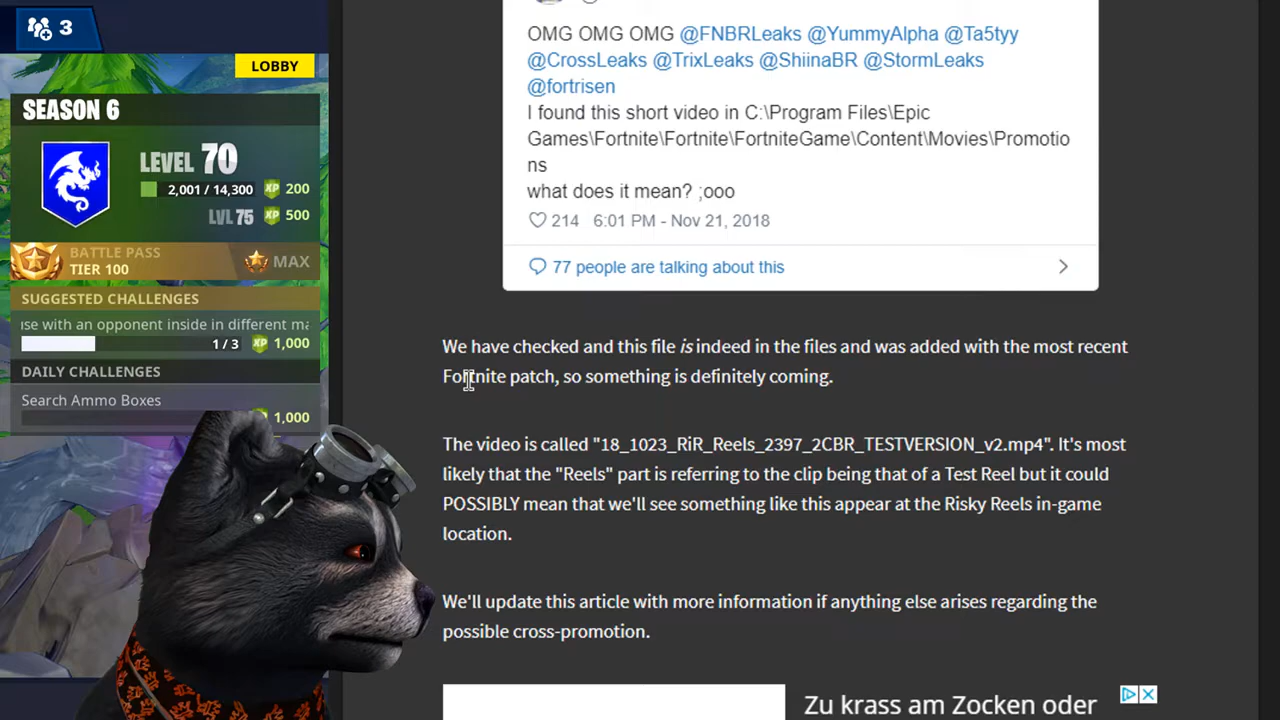 3
LOBBY
SEASON 6
LEVEL 70
2,001 / 14,300 XP 200
LVL 75 XP 500
BATTLE PASS
TIER 100
MAX
SUGGESTED CHALLENGES
use with an opponent inside in different ma
1 / 3 XP 1,000
DAILY CHALLENGES
Search Ammo Boxes
1,000
OMG OMG OMG @FNBRLeaks @YummyAlpha @Ta5tyy
@CrossLeaks @TrixLeaks @ShiinaBR @StormLeaks
@fortrisen
I found this short video in C:\Program Files\Epic
Games\Fortnite\Fortnite\FortniteGame\Content\Movies\Promotio
ns
what does it mean? ;ooo
214 6:01 PM - Nov 21, 2018
77 people are talking about this
We have checked and this file is indeed in the files and was added with the most recent
Fortnite patch, so something is definitely coming.
The video is called "18_1023_RiR_Reels_2397_2CBR_TESTVERSION_v2.mp4". It's most
likely that the "Reels" part is referring to the clip being that of a Test Reel but it could
POSSIBLY mean that we'll see something like this appear at the Risky Reels in-game
location.
We'll update this article with more information if anything else arises regarding the
possible cross-promotion.
Zu krass am Zocken oder